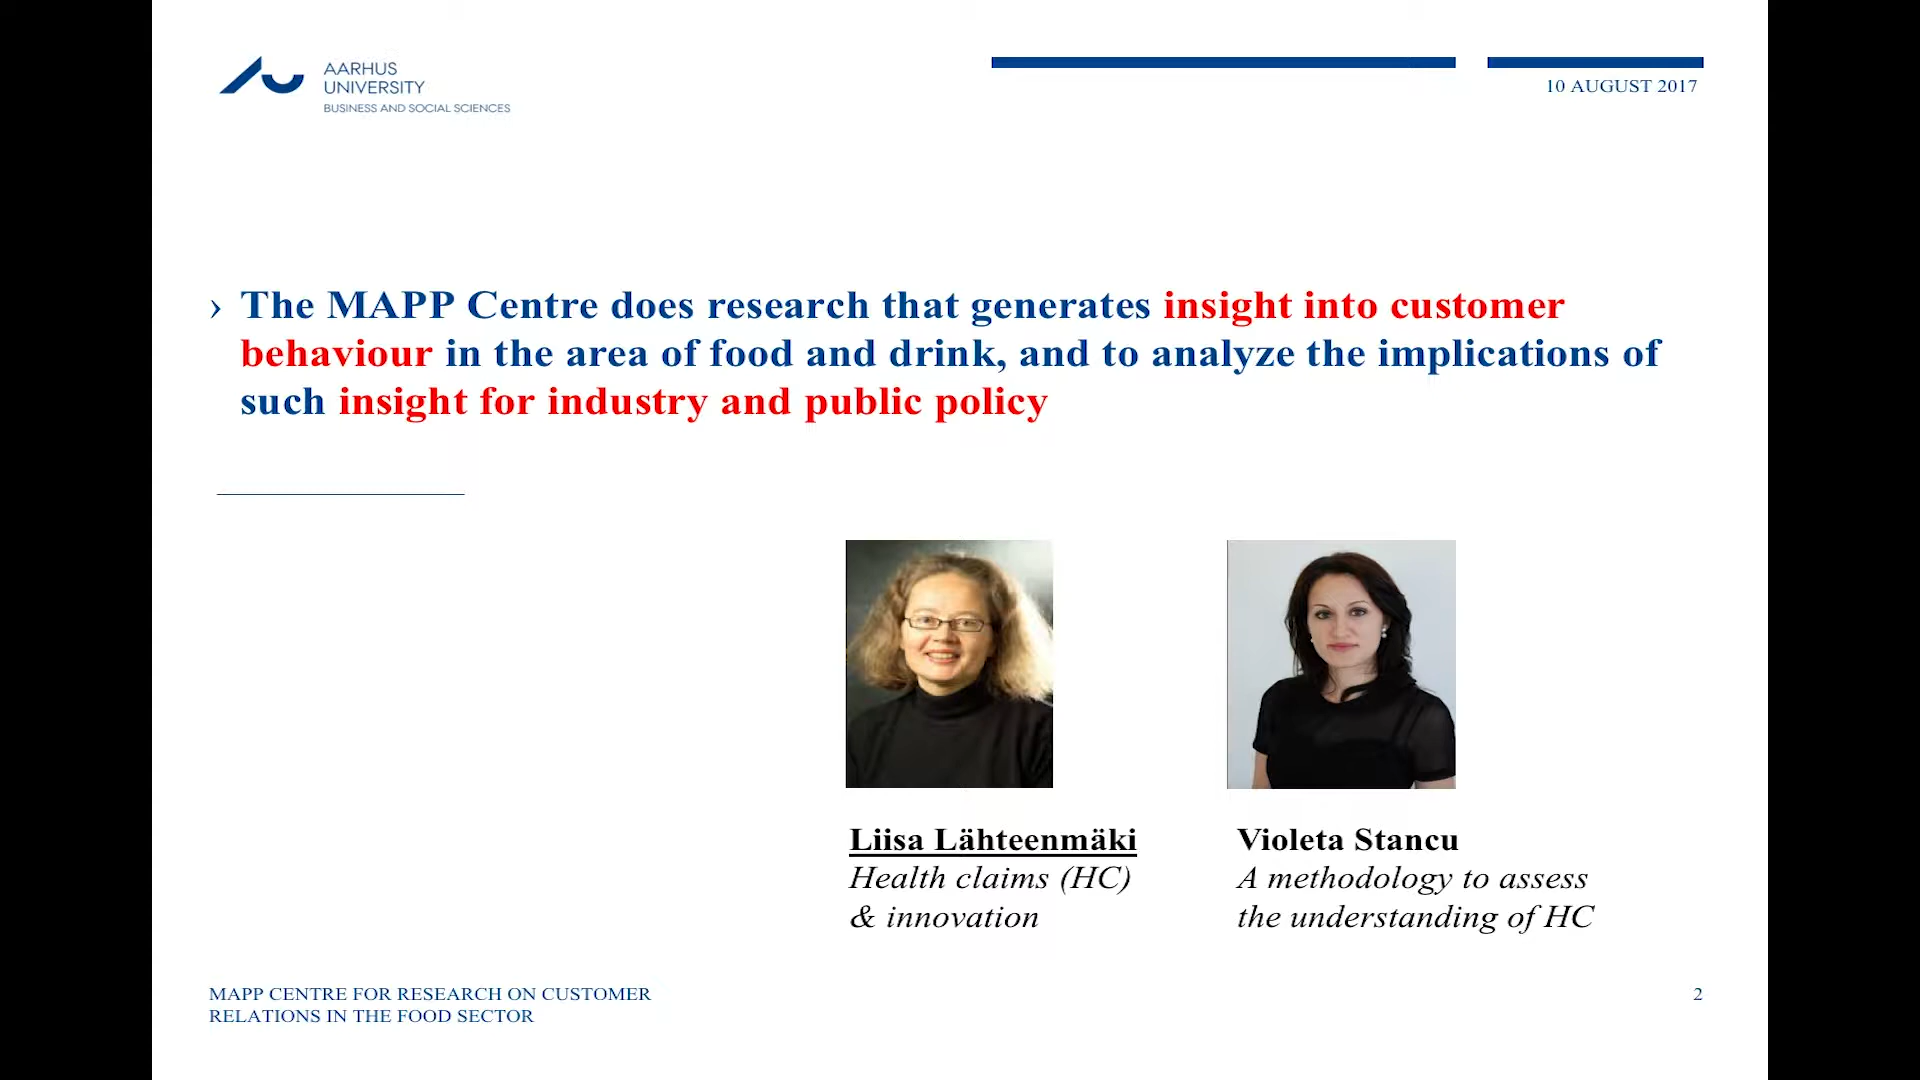 AARHUS
UNIVERSITY
BUSINESS AND SOCIAL SCIENCES
10 AUGUST 2017
› The MAPP Centre does research that generates insight into customer
behaviour in the area of food and drink, and to analyze the implications of
such insight for industry and public policy
Liisa Lähteenmäki
Health claims (HC)
& innovation
Violeta Stancu
A methodology to assess
the understanding of HC
MAPP CENTRE FOR RESEARCH ON CUSTOMER
RELATIONS IN THE FOOD SECTOR
2